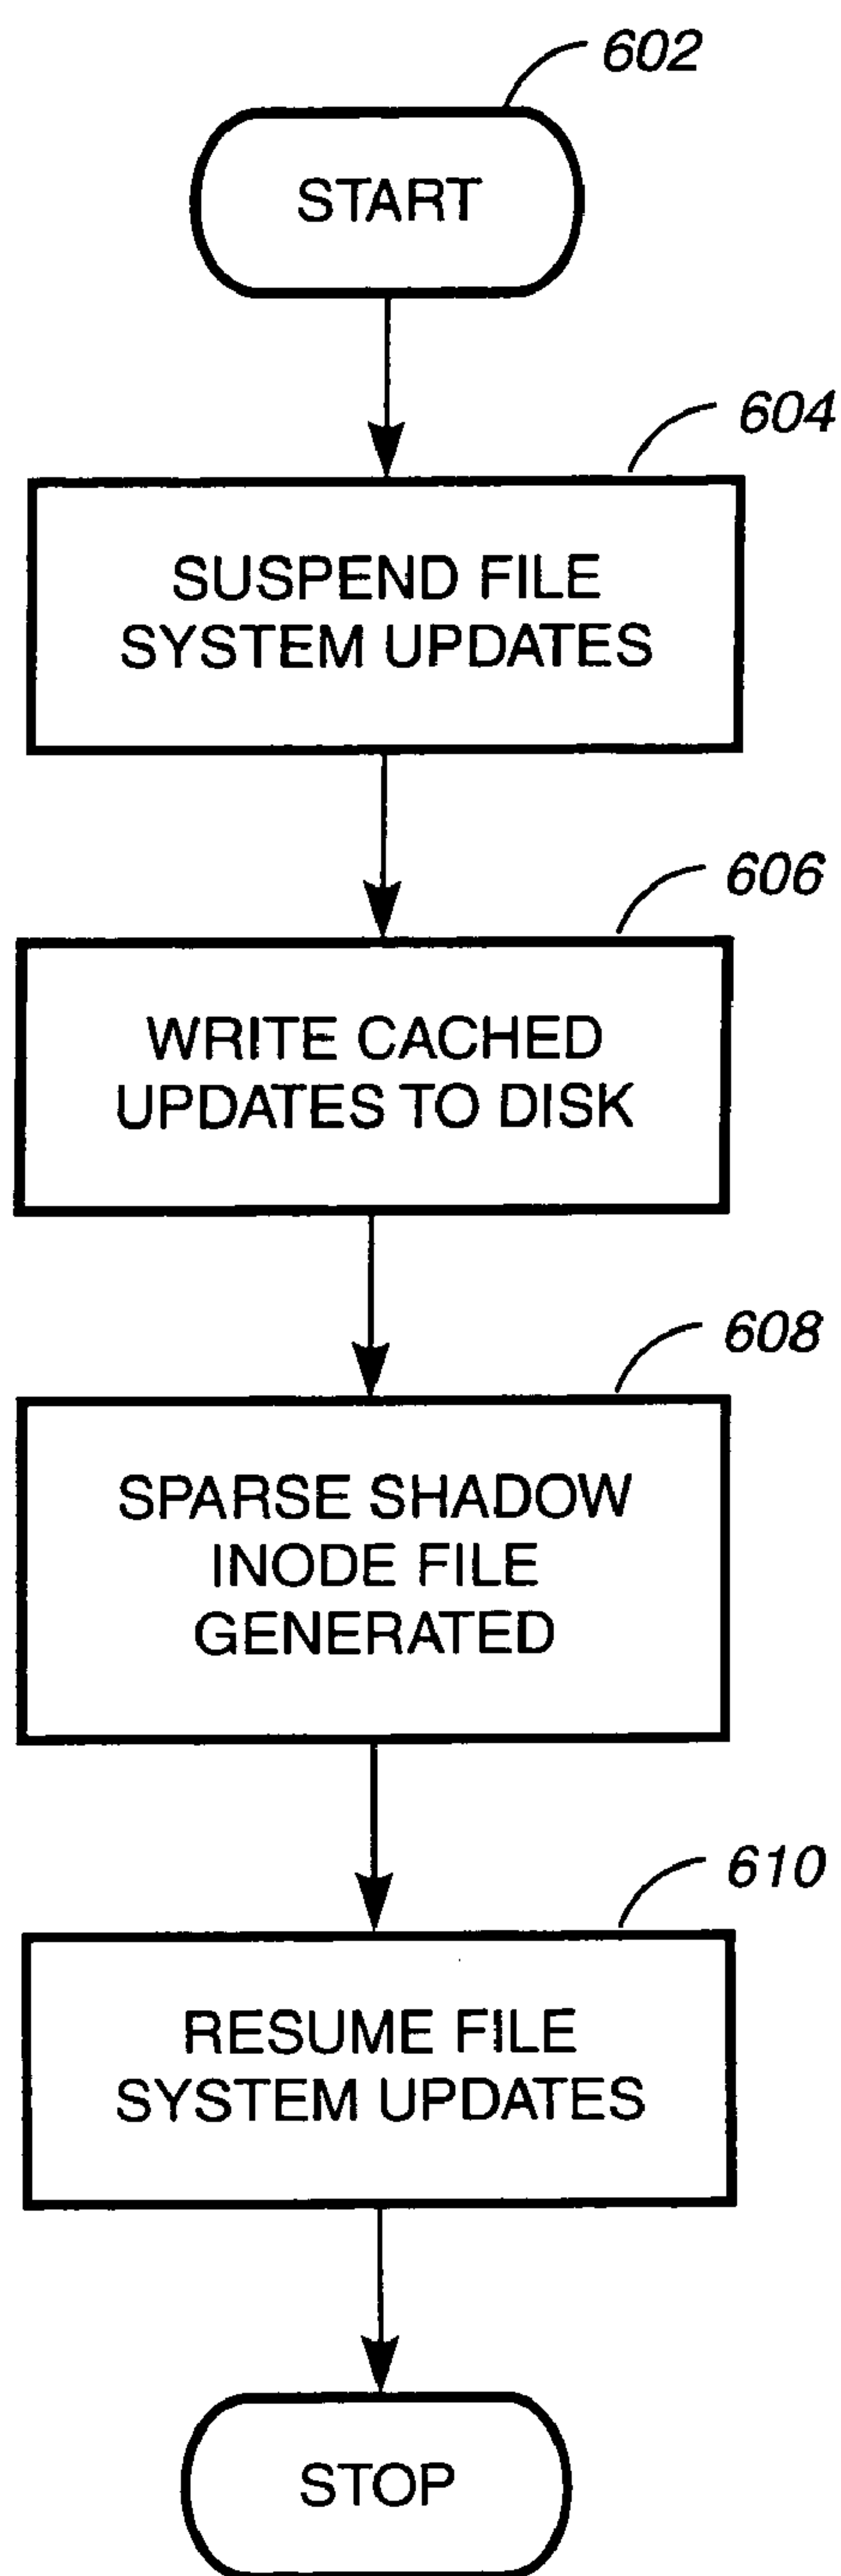 602
START
604
SUSPEND FILE
SYSTEM UPDATES
606
WRITE CACHED
UPDATES TO DISK
608
SPARSE SHADOW
INODE FILE
GENERATED
610
RESUME FILE
SYSTEM UPDATES
STOP